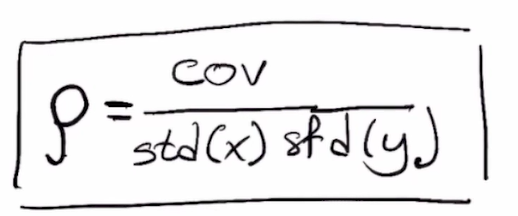 ρ = cov / std(x) std(y)